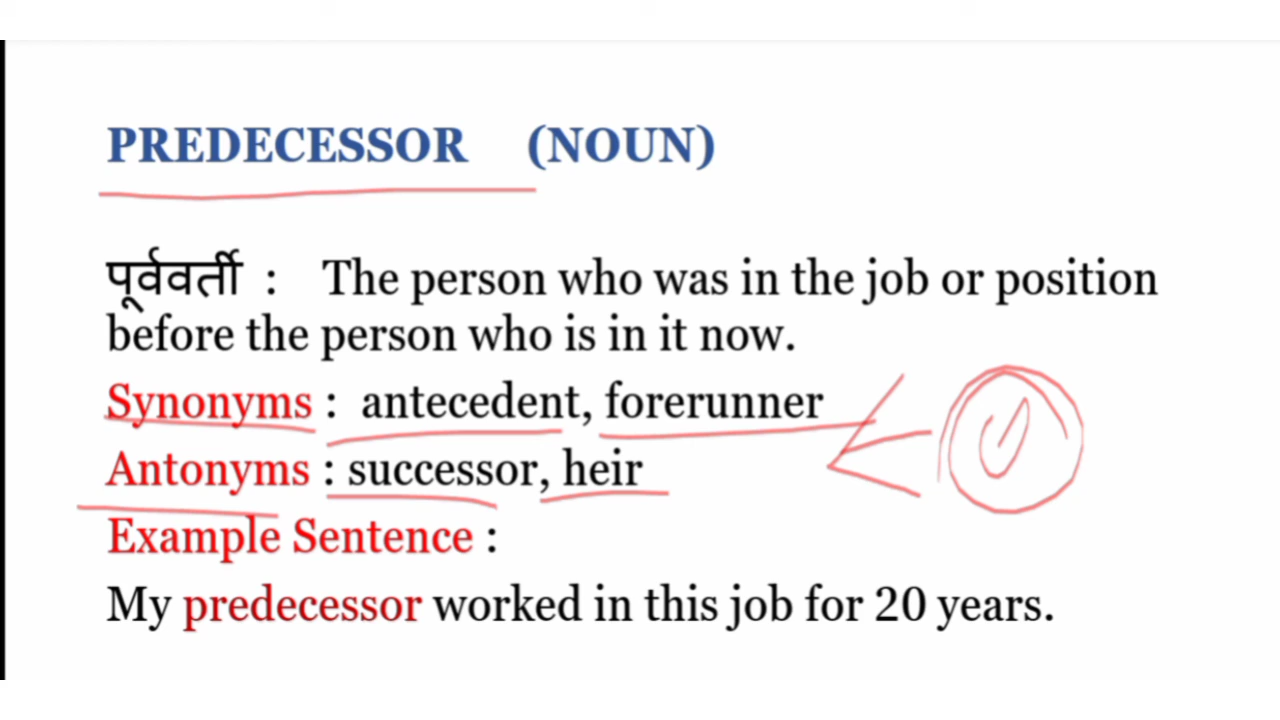 PREDECESSOR (NOUN)
पूर्ववर्ती : The person who was in the job or position
before the person who is in it now.
Synonyms : antecedent, forerunner
Antonyms : successor, heir
Example Sentence :
My predecessor worked in this job for 20 years.